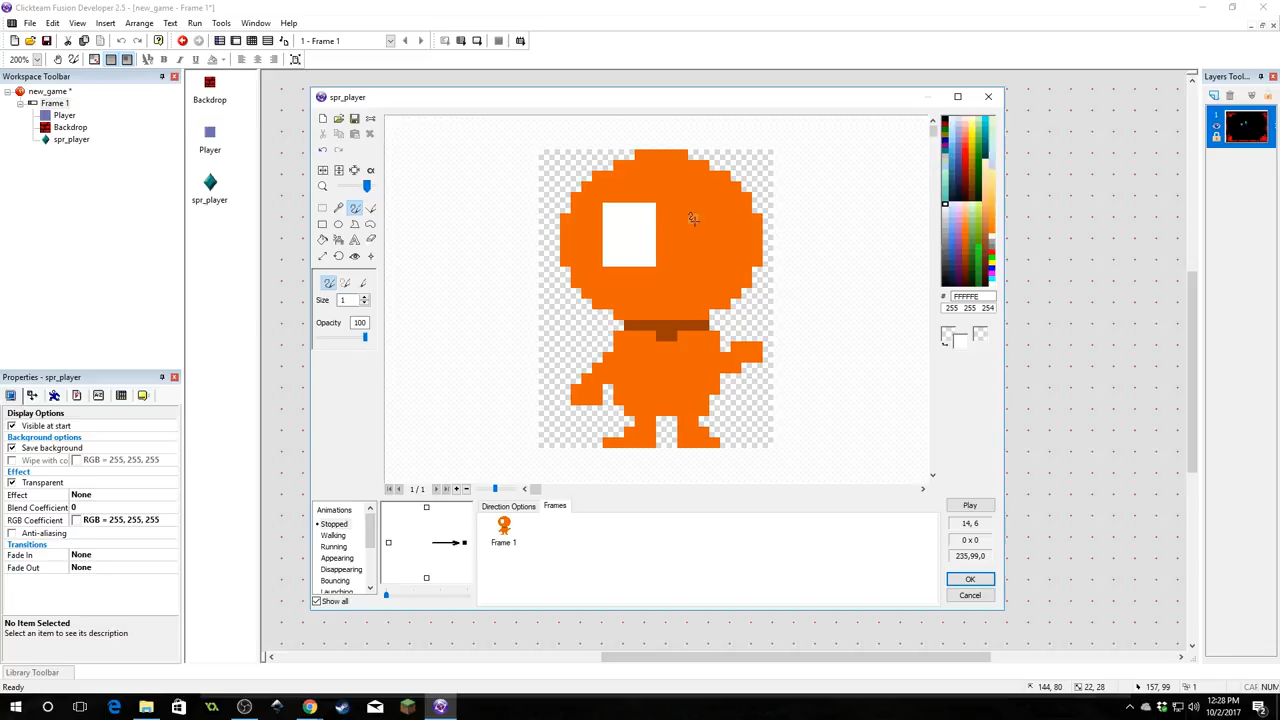 Clickteam Fusion Developer 2.5 - [new_game - Frame 1*]
File Edit View Insert Arrange Text Run Tools Window Help
1 - Frame 1
200%
Workspace Toolbar
new_game *
Frame 1
Player
Backdrop
spr_player
Backdrop
Player
spr_player
Properties - spr_player
Display Options
Visible at start
Background options
Save background
Wipe with co RGB = 255, 255, 255
Effect
Transparent
Effect None
Blend Coefficient 0
RGB Coefficient RGB = 255, 255, 255
Anti-aliasing
Transitions
Fade In None
Fade Out None
No Item Selected
Select an item to see its description
Library Toolbar
Ready
spr_player
Size 1
Opacity 100
1 / 1
Animations
Stopped
Walking
Running
Appearing
Disappearing
Bouncing
Launching
Show all
Direction Options Frames
Frame 1
# FFFFFE
255 255 254
Play
14, 6
0 x 0
235,99,0
OK
Cancel
Layers Tool...
1
144, 80 22, 28 157, 99 1 CAF NUM
12:28 PM
10/2/2017